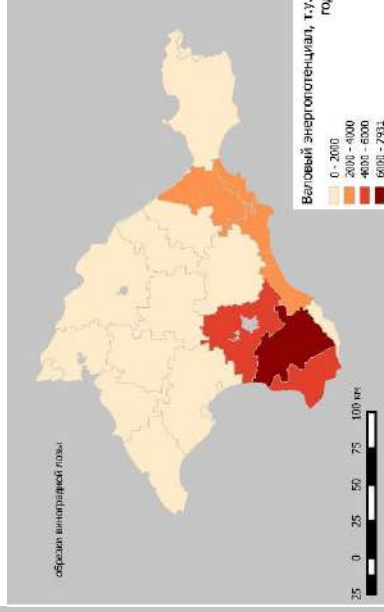 обрезки виноградной лозы
Валовый энергопотенциал, т.у.
год
0 - 2000
2000 - 4000
4000 - 6000
6000 - 7931
25 0 25 50 75 100 км